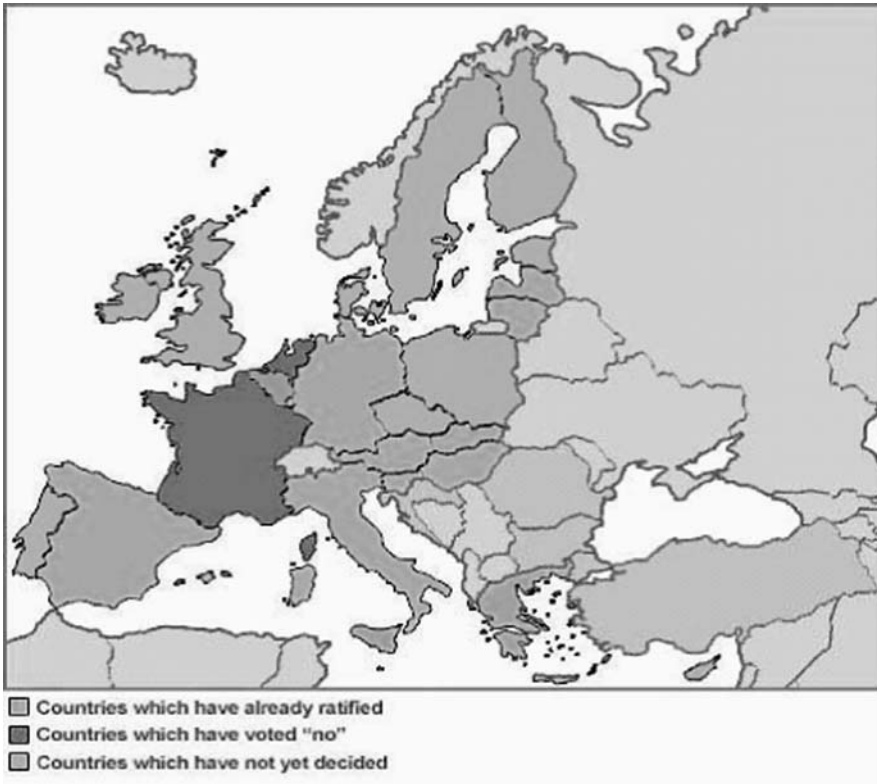 Countries which have already ratified
Countries which have voted “no”
Countries which have not yet decided